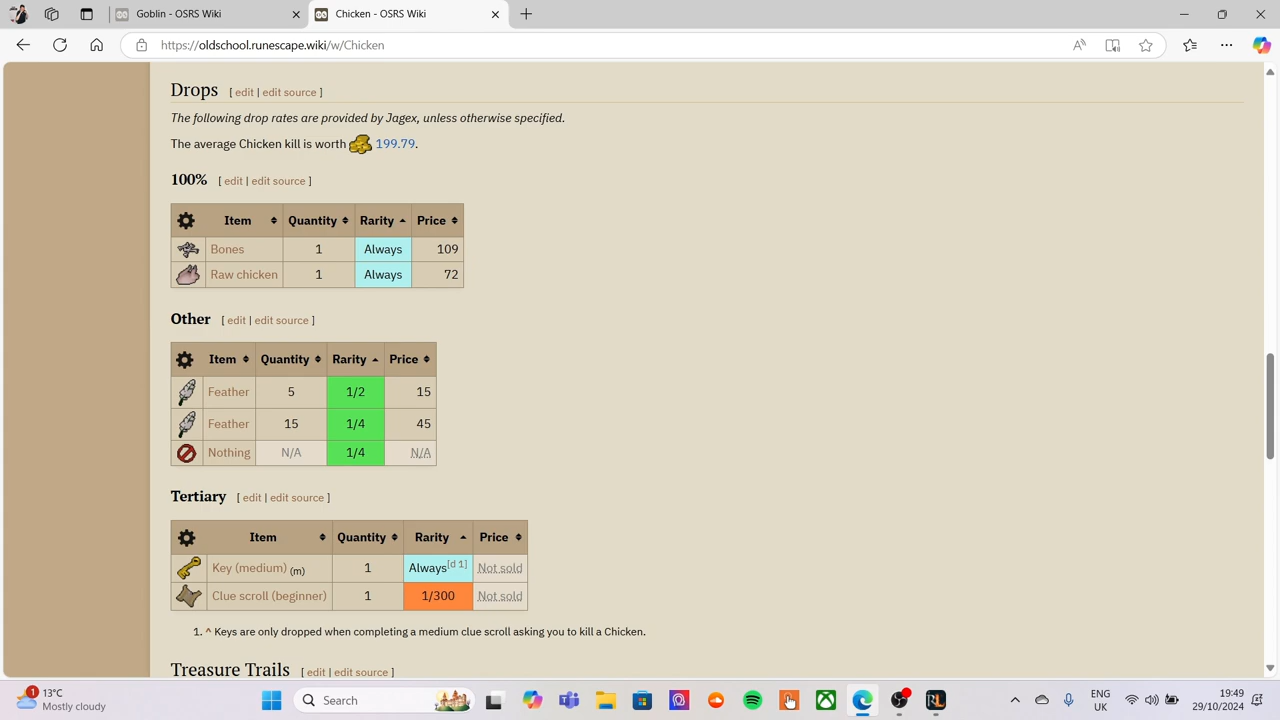 Goblin - OSRS Wiki
Chicken - OSRS Wiki
https://oldschool.runescape.wiki/w/Chicken
Drops [ edit | edit source ]
The following drop rates are provided by Jagex, unless otherwise specified.
The average Chicken kill is worth 199.79.
100% [ edit | edit source ]
Item Quantity Rarity Price
Bones 1 Always 109
Raw chicken 1 Always 72
Other [ edit | edit source ]
Item Quantity Rarity Price
Feather 5 1/2 15
Feather 15 1/4 45
Nothing N/A 1/4 N/A
Tertiary [ edit | edit source ]
Item Quantity Rarity Price
Key (medium) (m) 1 Always[d 1] Not sold
Clue scroll (beginner) 1 1/300 Not sold
1. ^ Keys are only dropped when completing a medium clue scroll asking you to kill a Chicken.
Treasure Trails [ edit | edit source ]
1
13°C
Mostly cloudy
Search
ENG
UK
19:49
29/10/2024